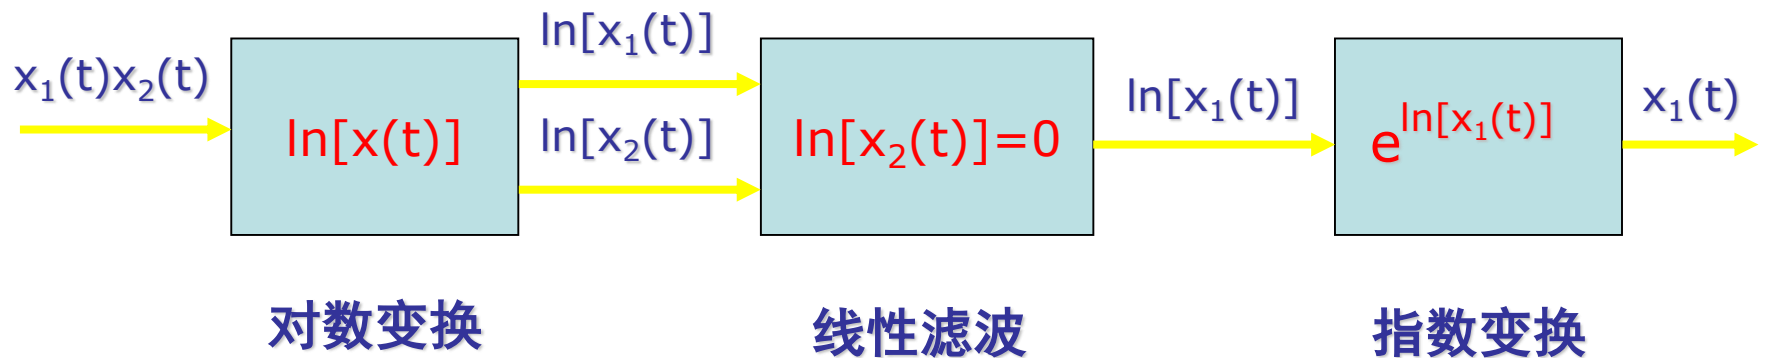 x₁(t)x₂(t)
ln[x(t)]
ln[x₁(t)]
ln[x₂(t)]
ln[x₂(t)]=0
ln[x₁(t)]
e^ln[x₁(t)]
x₁(t)
对数变换
线性滤波
指数变换